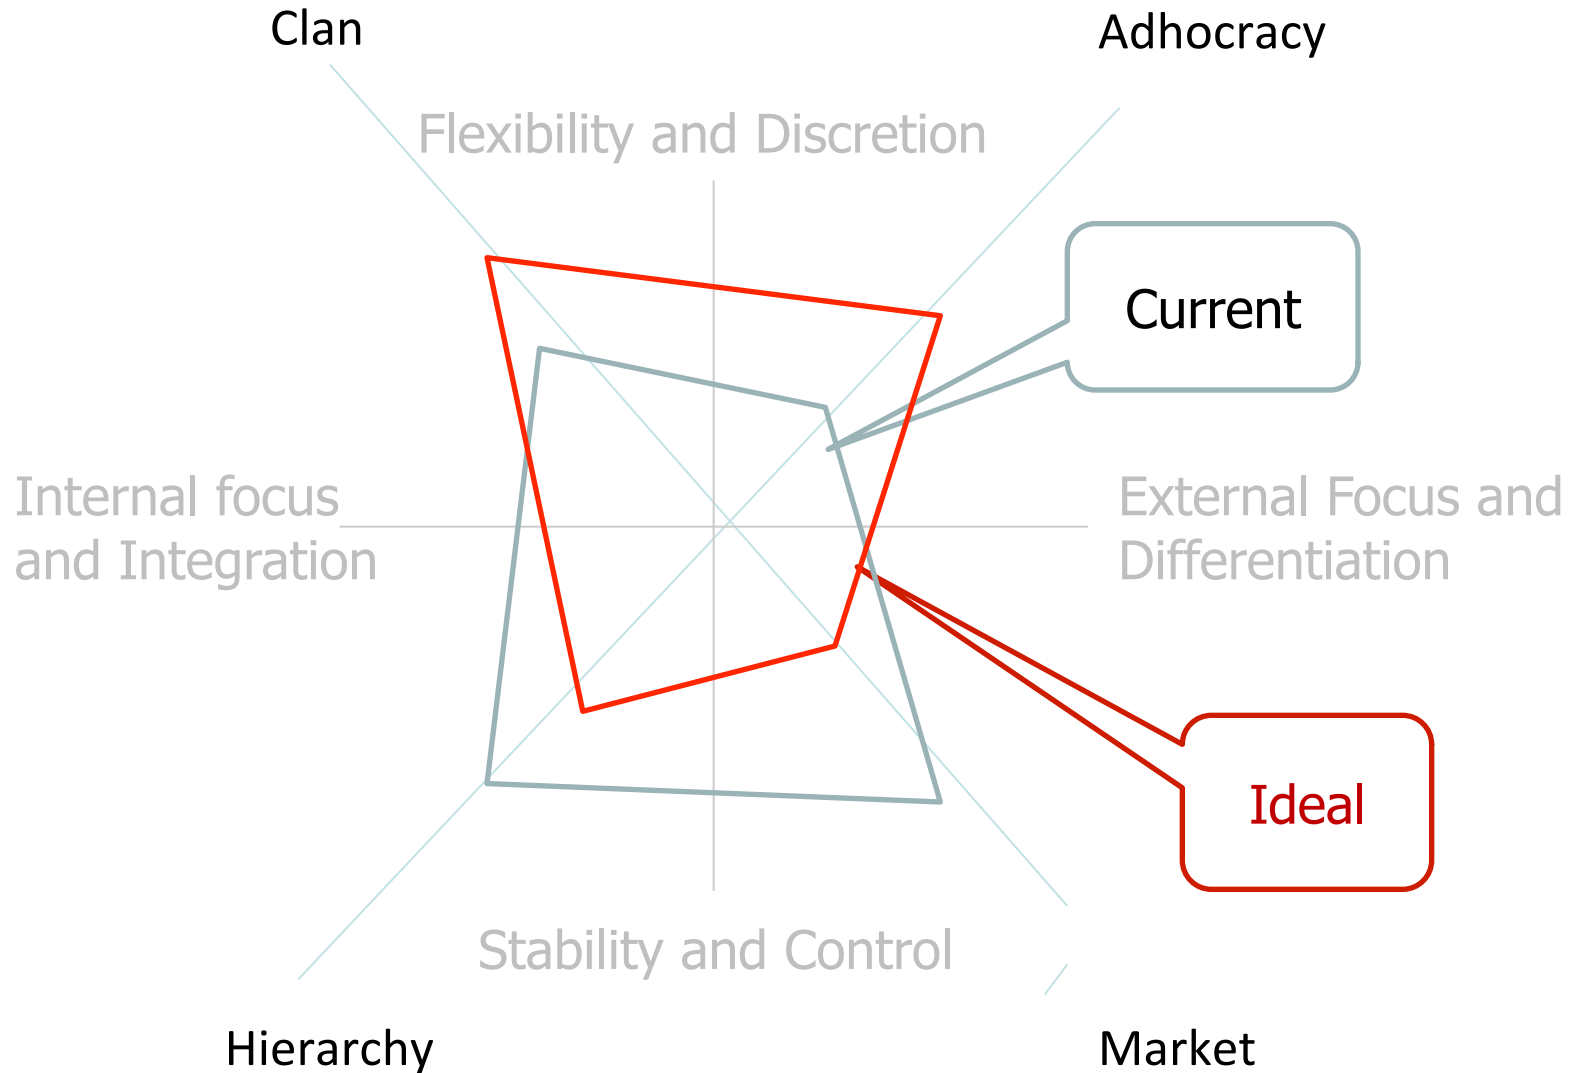 Clan
Adhocracy
Flexibility and Discretion
Current
Internal focus
and Integration
External Focus and
Differentiation
Ideal
Stability and Control
Hierarchy
Market